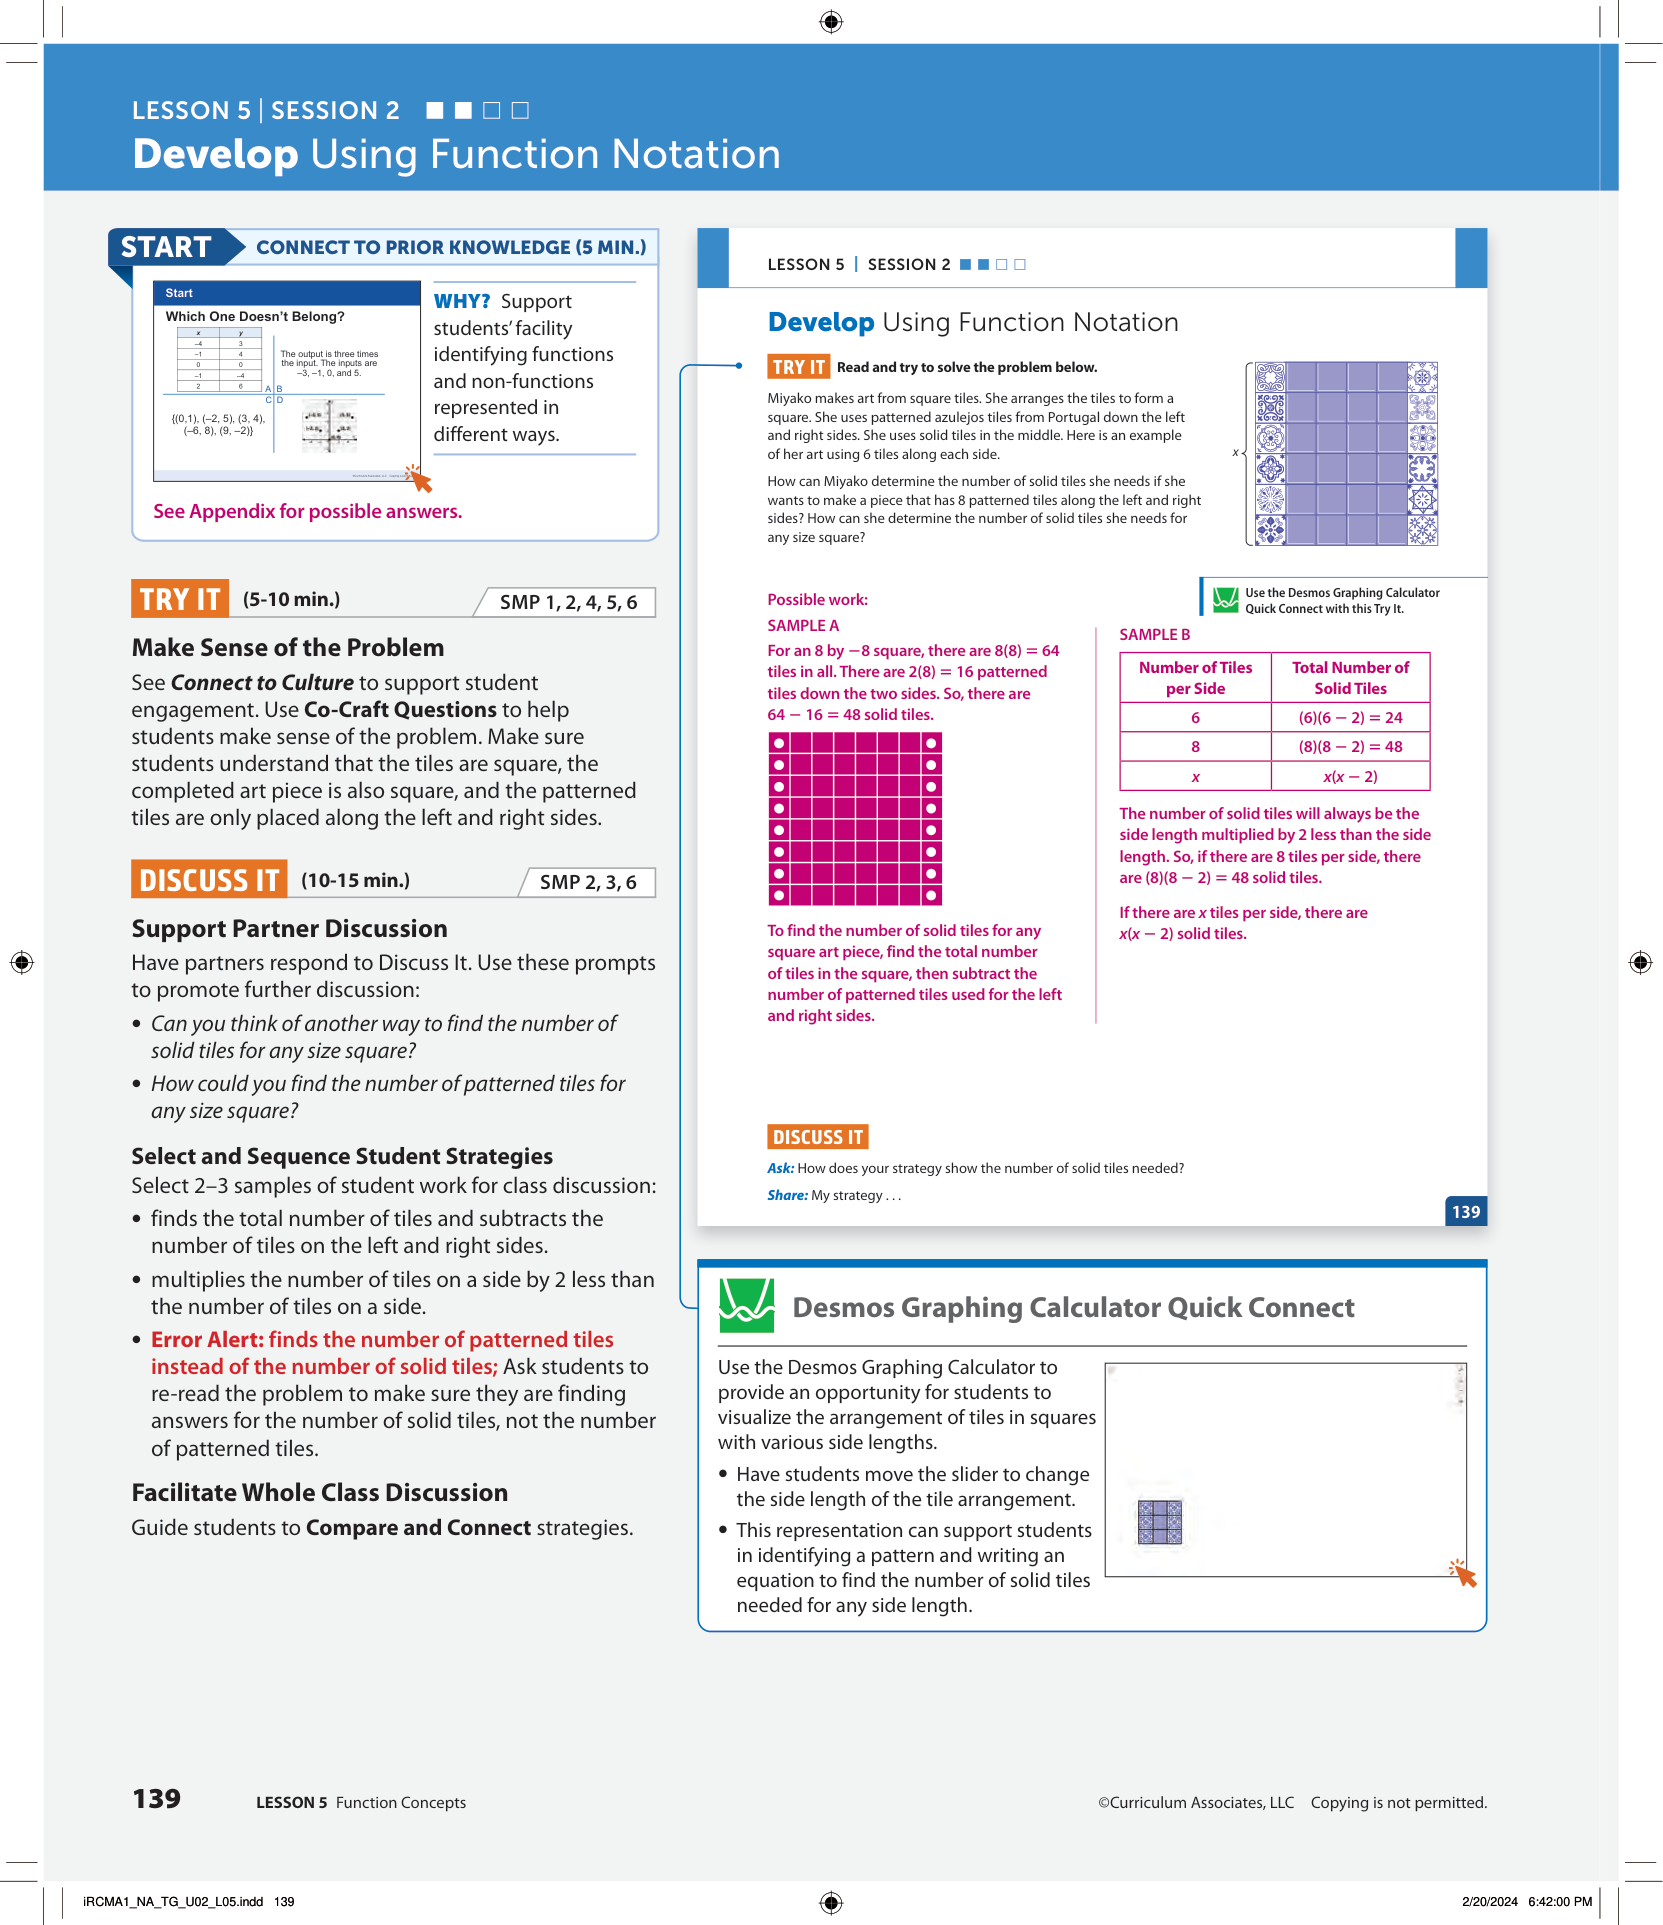 LESSON 5 | SESSION 2
Develop Using Function Notation
START
CONNECT TO PRIOR KNOWLEDGE (5 MIN.)
Start
Which One Doesn't Belong?
x y
–4 3
–1 4
0 0
–1 –4
2 6
The output is three times
the input. The inputs are
–3, –1, 0, and 5.
A B
C D
{(0,1), (–2, 5), (3, 4),
(–6, 8), (9, –2)}
WHY? Support
students' facility
identifying functions
and non-functions
represented in
different ways.
See Appendix for possible answers.
TRY IT (5-10 min.)
SMP 1, 2, 4, 5, 6
Make Sense of the Problem
See Connect to Culture to support student
engagement. Use Co-Craft Questions to help
students make sense of the problem. Make sure
students understand that the tiles are square, the
completed art piece is also square, and the patterned
tiles are only placed along the left and right sides.
DISCUSS IT (10-15 min.)
SMP 2, 3, 6
Support Partner Discussion
Have partners respond to Discuss It. Use these prompts
to promote further discussion:
• Can you think of another way to find the number of
solid tiles for any size square?
• How could you find the number of patterned tiles for
any size square?
Select and Sequence Student Strategies
Select 2–3 samples of student work for class discussion:
• finds the total number of tiles and subtracts the
number of tiles on the left and right sides.
• multiplies the number of tiles on a side by 2 less than
the number of tiles on a side.
• Error Alert: finds the number of patterned tiles
instead of the number of solid tiles; Ask students to
re-read the problem to make sure they are finding
answers for the number of solid tiles, not the number
of patterned tiles.
Facilitate Whole Class Discussion
Guide students to Compare and Connect strategies.
LESSON 5 | SESSION 2
Develop Using Function Notation
TRY IT Read and try to solve the problem below.
Miyako makes art from square tiles. She arranges the tiles to form a
square. She uses patterned azulejos tiles from Portugal down the left
and right sides. She uses solid tiles in the middle. Here is an example
of her art using 6 tiles along each side.
How can Miyako determine the number of solid tiles she needs if she
wants to make a piece that has 8 patterned tiles along the left and right
sides? How can she determine the number of solid tiles she needs for
any size square?
x
Use the Desmos Graphing Calculator
Quick Connect with this Try It.
Possible work:
SAMPLE A
For an 8 by −8 square, there are 8(8) = 64
tiles in all. There are 2(8) = 16 patterned
tiles down the two sides. So, there are
64 − 16 = 48 solid tiles.
To find the number of solid tiles for any
square art piece, find the total number
of tiles in the square, then subtract the
number of patterned tiles used for the left
and right sides.
SAMPLE B
Number of Tiles per Side Total Number of Solid Tiles
6 (6)(6 − 2) = 24
8 (8)(8 − 2) = 48
x x(x − 2)
The number of solid tiles will always be the
side length multiplied by 2 less than the side
length. So, if there are 8 tiles per side, there
are (8)(8 − 2) = 48 solid tiles.
If there are x tiles per side, there are
x(x − 2) solid tiles.
DISCUSS IT
Ask: How does your strategy show the number of solid tiles needed?
Share: My strategy . . .
139
Desmos Graphing Calculator Quick Connect
Use the Desmos Graphing Calculator to
provide an opportunity for students to
visualize the arrangement of tiles in squares
with various side lengths.
• Have students move the slider to change
the side length of the tile arrangement.
• This representation can support students
in identifying a pattern and writing an
equation to find the number of solid tiles
needed for any side length.
139
LESSON 5 Function Concepts
©Curriculum Associates, LLC Copying is not permitted.
iRCMA1_NA_TG_U02_L05.indd 139
2/20/2024 6:42:00 PM